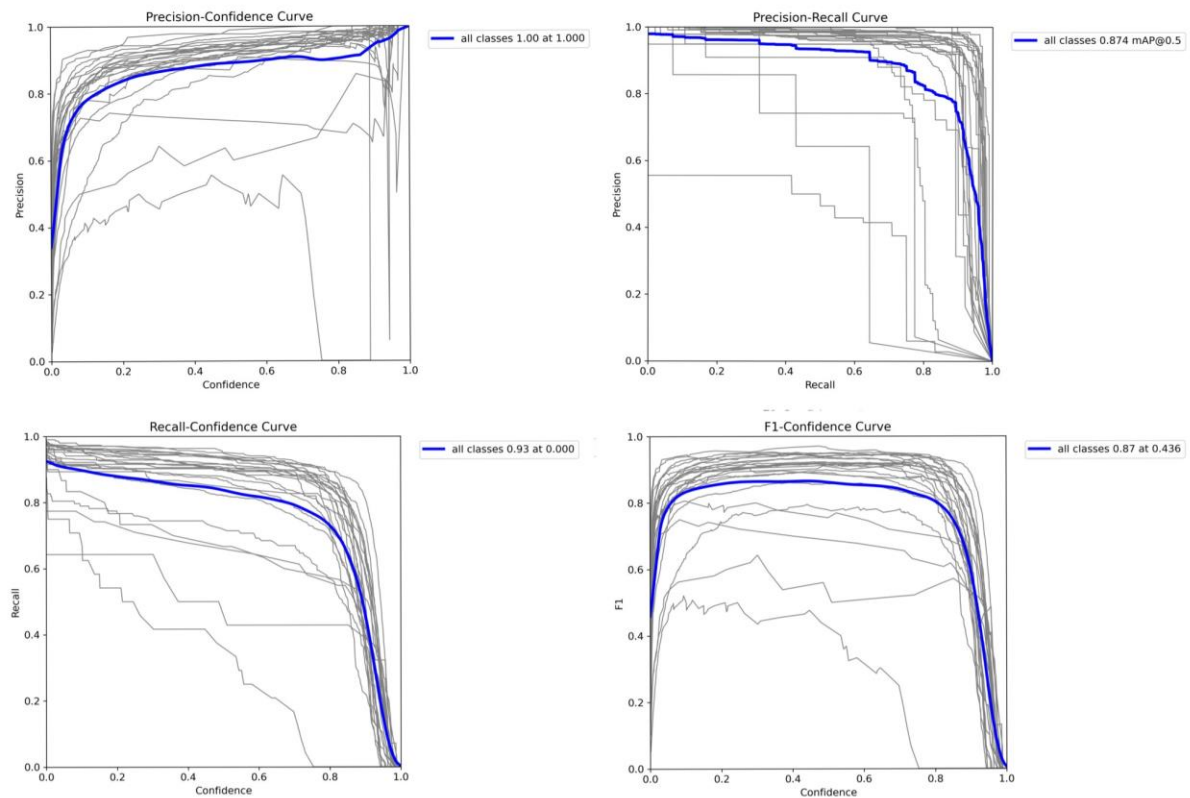 Precision-Confidence Curve
1.0
0.8
0.6
0.4
0.2
0.0
Precision
0.0 0.2 0.4 0.6 0.8 1.0
Confidence
all classes 1.00 at 1.000
Precision-Recall Curve
1.0
0.8
0.6
0.4
0.2
0.0
Precision
0.0 0.2 0.4 0.6 0.8 1.0
Recall
all classes 0.874 mAP@0.5
Recall-Confidence Curve
1.0
0.8
0.6
0.4
0.2
0.0
Recall
0.0 0.2 0.4 0.6 0.8 1.0
Confidence
all classes 0.93 at 0.000
F1-Confidence Curve
1.0
0.8
0.6
0.4
0.2
0.0
F1
0.0 0.2 0.4 0.6 0.8 1.0
Confidence
all classes 0.87 at 0.436